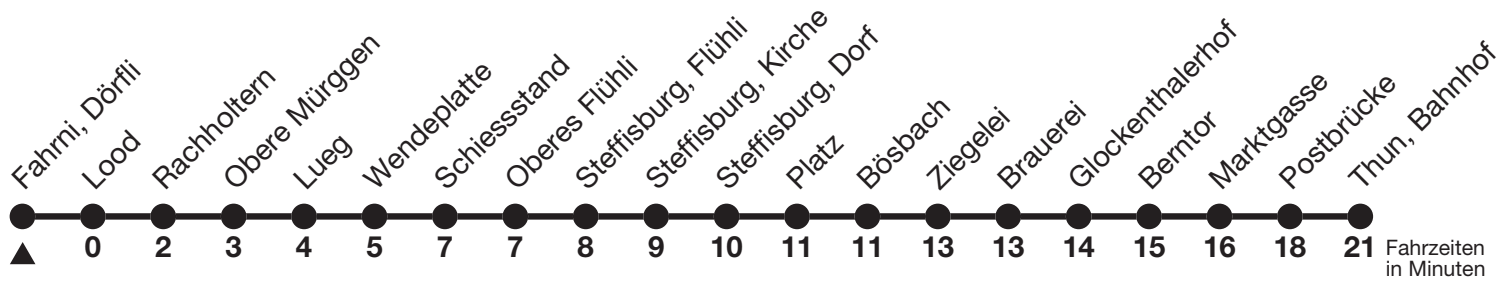 Fahrni, Dörfli
Lood
Rachholtern
Obere Mürggen
Lueg
Wendeplatte
Schiessstand
Oberes Flühli
Steffisburg, Flühli
Steffisburg, Kirche
Steffisburg, Dorf
Platz
Bösbach
Ziegelei
Brauerei
Glockenthalerhof
Berntor
Marktgasse
Postbrücke
Thun, Bahnhof
0 2 3 4 5 7 7 8 9 10 11 11 13 13 14 15 16 18 21
Fahrzeiten
in Minuten